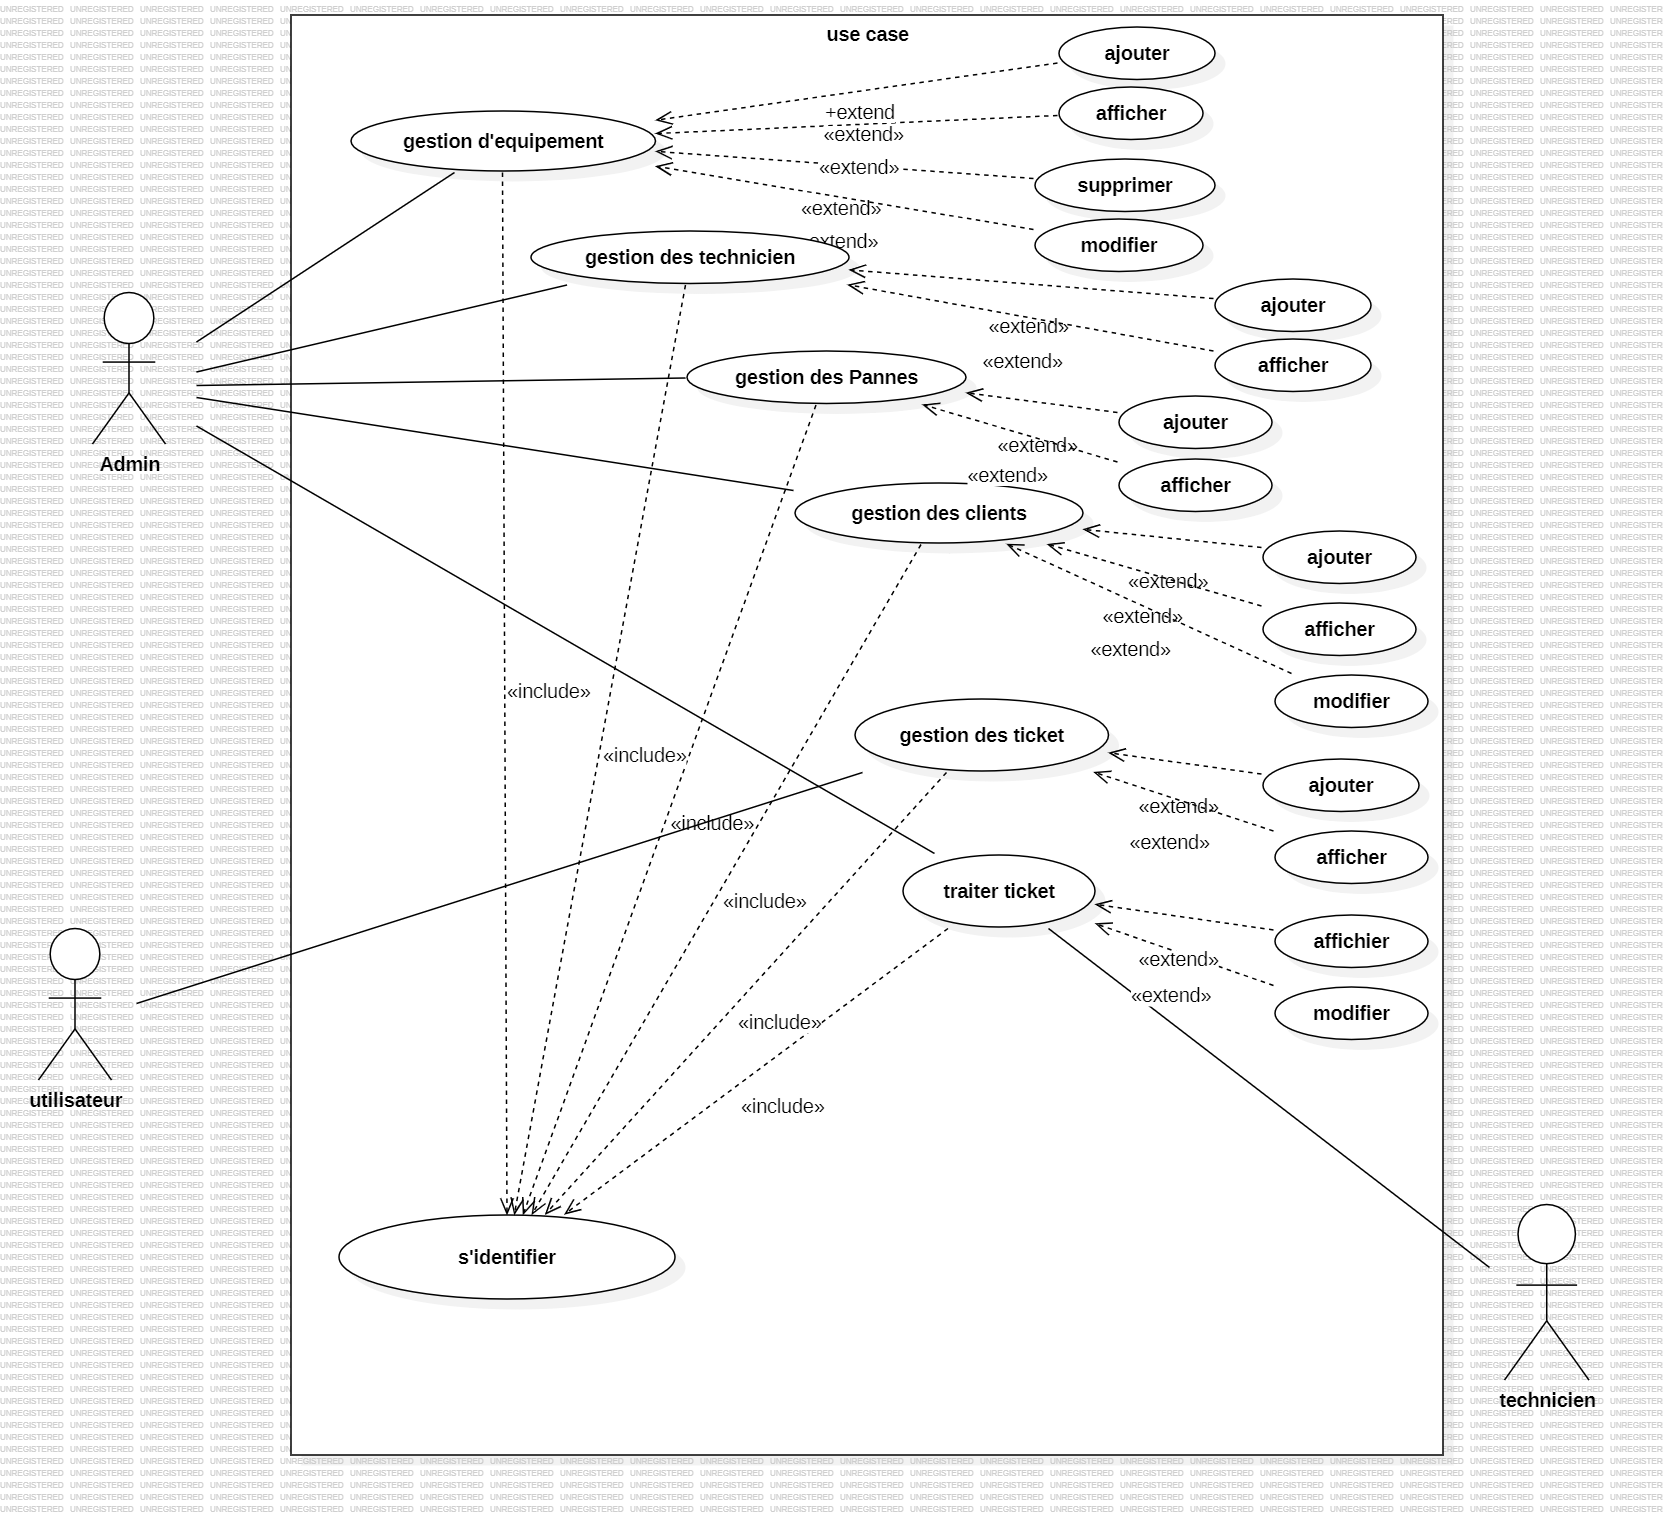 use case
ajouter
+extend
afficher
«extend»
gestion d'equipement
«extend»
supprimer
«extend»
extend»
modifier
gestion des technicien
ajouter
«extend»
«extend»
afficher
gestion des Pannes
ajouter
«extend»
«extend»
afficher
gestion des clients
ajouter
«extend»
«extend»
afficher
«extend»
modifier
Admin
«include»
gestion des ticket
«include»
ajouter
«extend»
«include»
«extend»
afficher
traiter ticket
«include»
affichier
«extend»
«extend»
modifier
«include»
utilisateur
«include»
s'identifier
technicien
UNREGISTERED